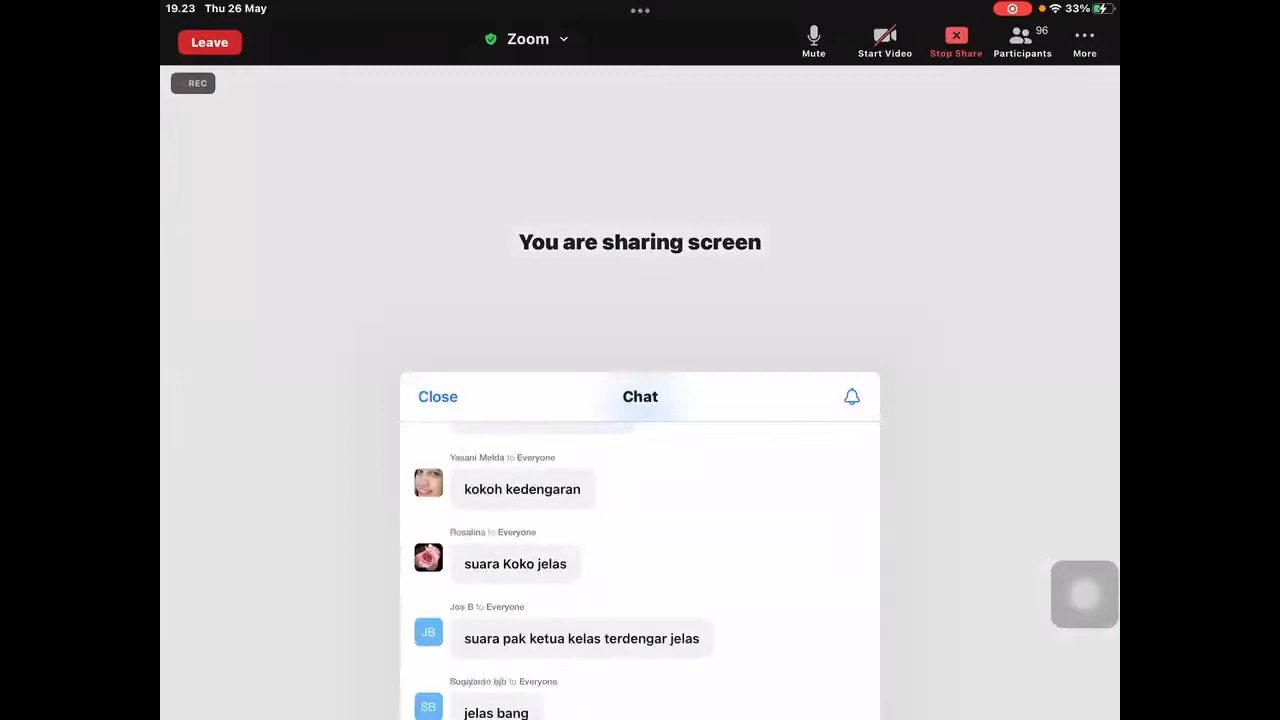 19.23 Thu 26 May
33%
Leave
Zoom
Mute
Start Video
Stop Share
Participants
96
More
REC
You are sharing screen
Close
Chat
Yasani Melda to Everyone
kokoh kedengaran
Rosalina to Everyone
suara Koko jelas
Joe B to Everyone
JB
suara pak ketua kelas terdengar jelas
bjb to Everyone
SB
jelas bang